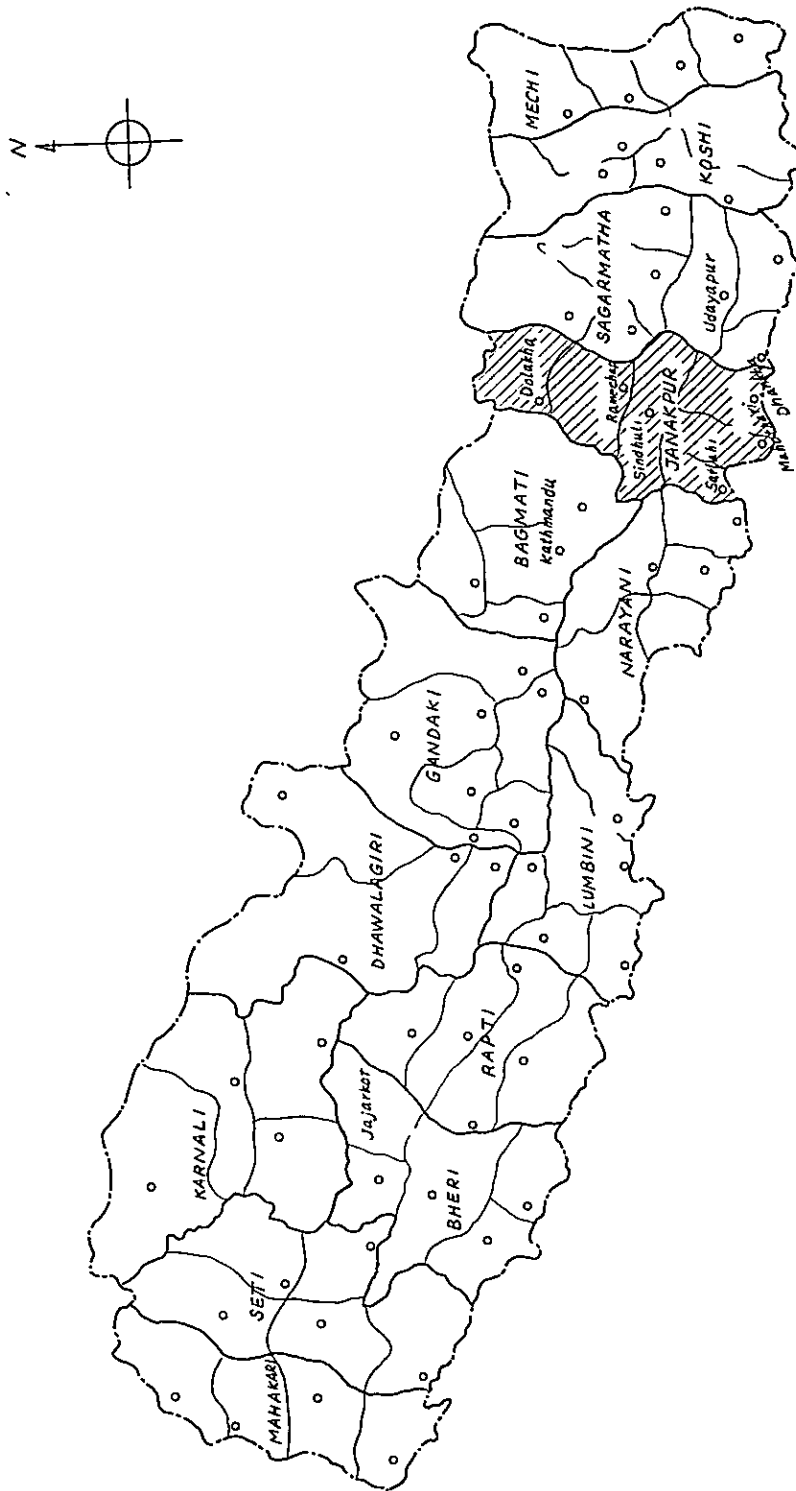 N
MECHI
KOSHI
SAGARMATHA
Udayapur
Dolakha
Ramechap
Sindhuli
JANAKPUR
Sarlahi
BAGMATI
Kathmandu
NARAYANI
GANDAKI
DHAWALAGIRI
LUMBINI
RAPTI
Jajarkot
KARNALI
BHERI
SETI
MAHAKARI